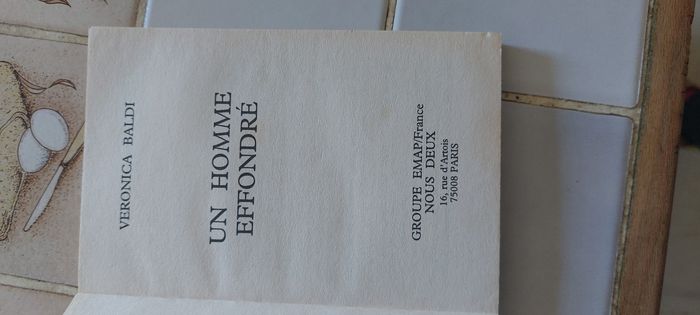 VERONICA BALDI
UN HOMME
EFFONDRÉ
GROUPE EMAP/France
NOUS DEUX
16, rue d'Artois
75008 PARIS